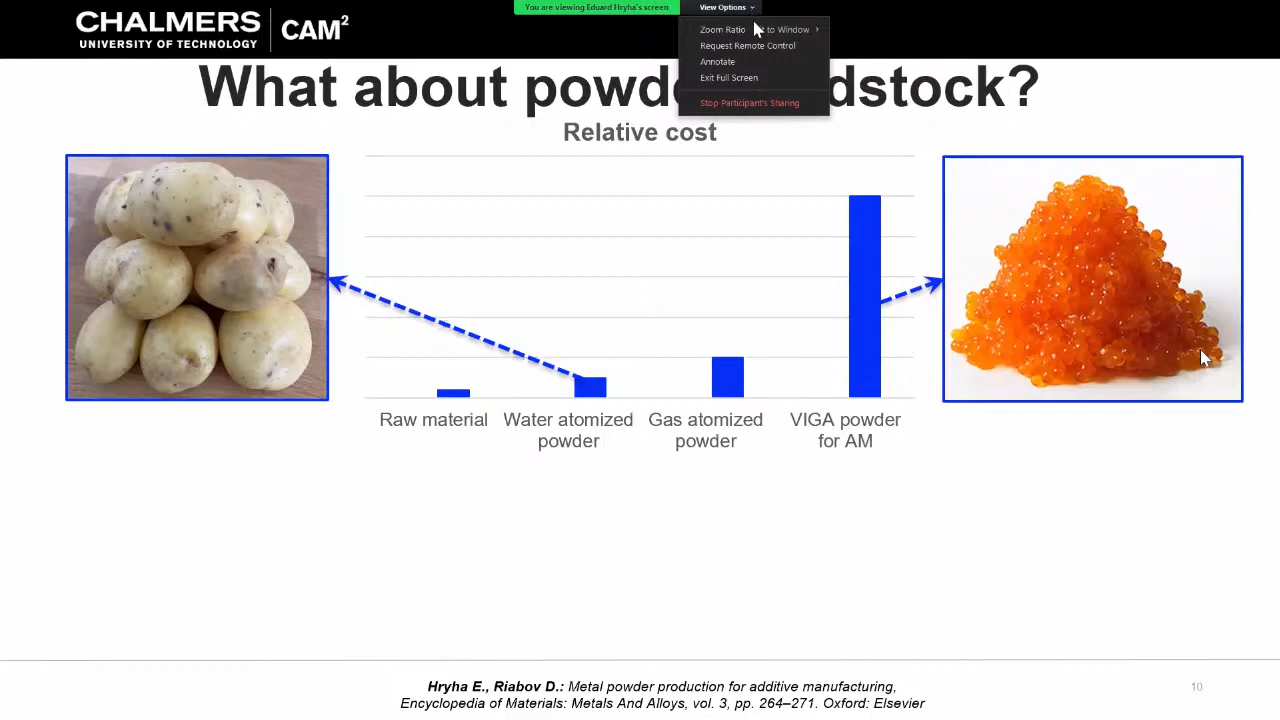 CHALMERS
UNIVERSITY OF TECHNOLOGY
CAM²
You are viewing Eduard Hryha's screen
View Options
Zoom Ratio to Window
Request Remote Control
Annotate
Exit Full Screen
Stop Participant's Sharing
What about dstock?
Relative cost
Raw material
Water atomized
powder
Gas atomized
powder
VIGA powder
for AM
Hryha E., Riabov D.: Metal powder production for additive manufacturing,
Encyclopedia of Materials: Metals And Alloys, vol. 3, pp. 264–271. Oxford: Elsevier
10